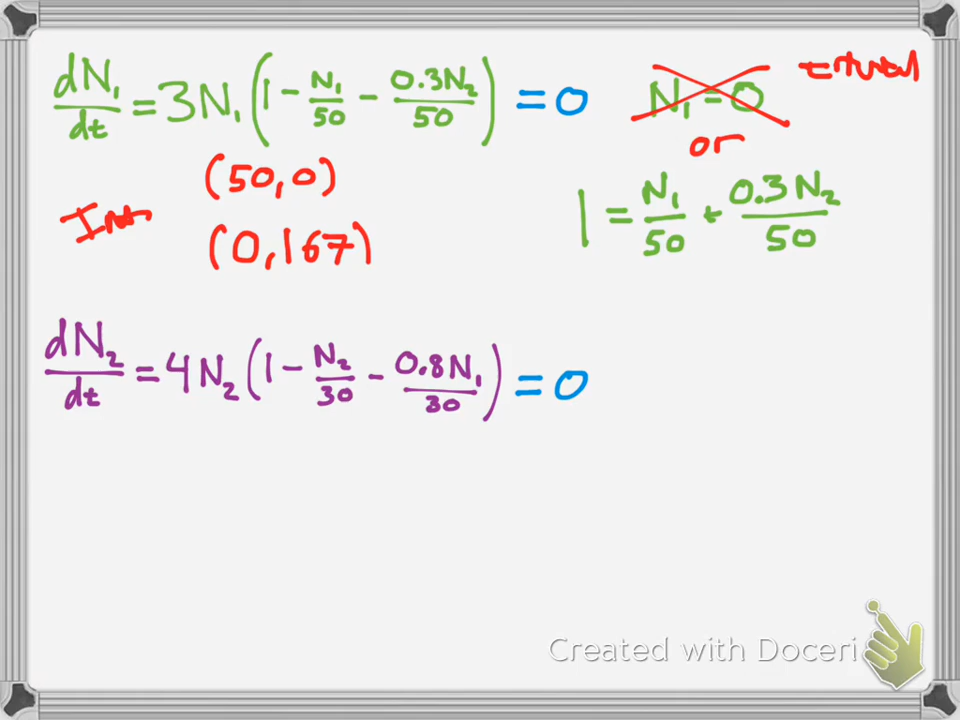 dN₁/dt = 3N₁(1 - N₁/50 - 0.3N₂/50) = 0
N₁ = 0
trivial
or
1 = N₁/50 + 0.3N₂/50
(50,0)
Int
(0,167)
dN₂/dt = 4N₂(1 - N₂/30 - 0.8N₁/30) = 0
Created with Doceri